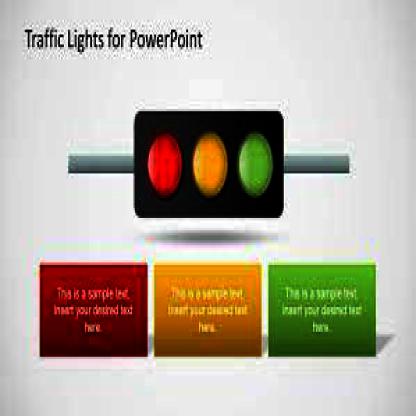 Traffic Lights for PowerPoint
This is a sample text.
Insert your desired text
here.
This is a sample text.
Insert your desired text
here.
This is a sample text.
Insert your desired text
here.